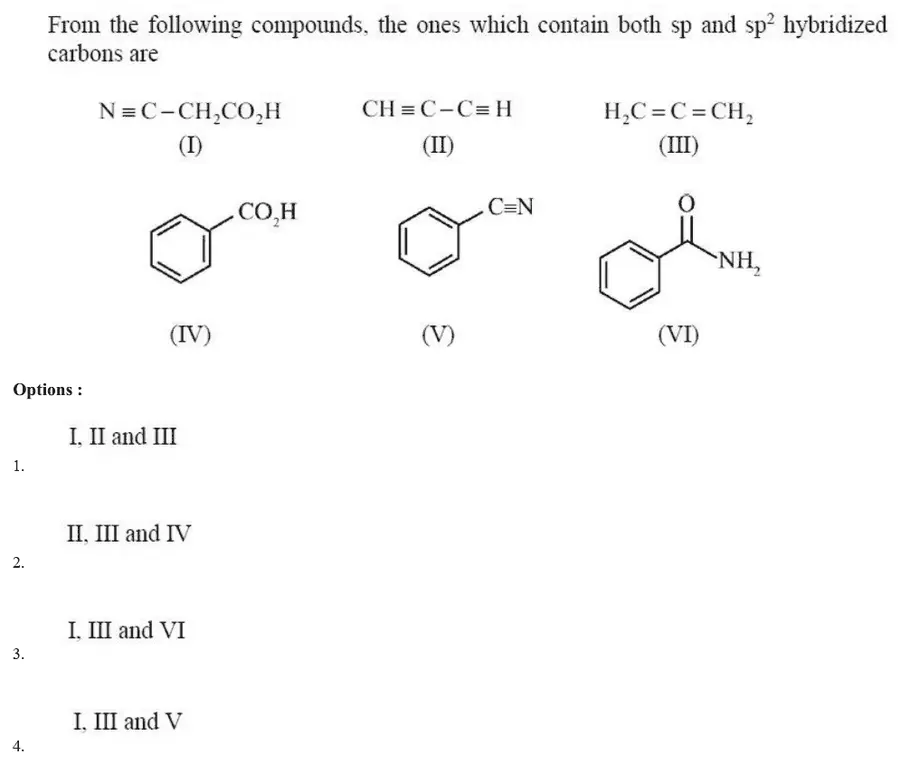 From the following compounds, the ones which contain both sp and sp² hybridized
carbons are
N≡C−CH₂CO₂H CH≡C−C≡H H₂C=C=CH₂
(I) (II) (III)
CO₂H C≡N O
NH₂
(IV) (V) (VI)
Options :
I, II and III
1.
II, III and IV
2.
I, III and VI
3.
I, III and V
4.